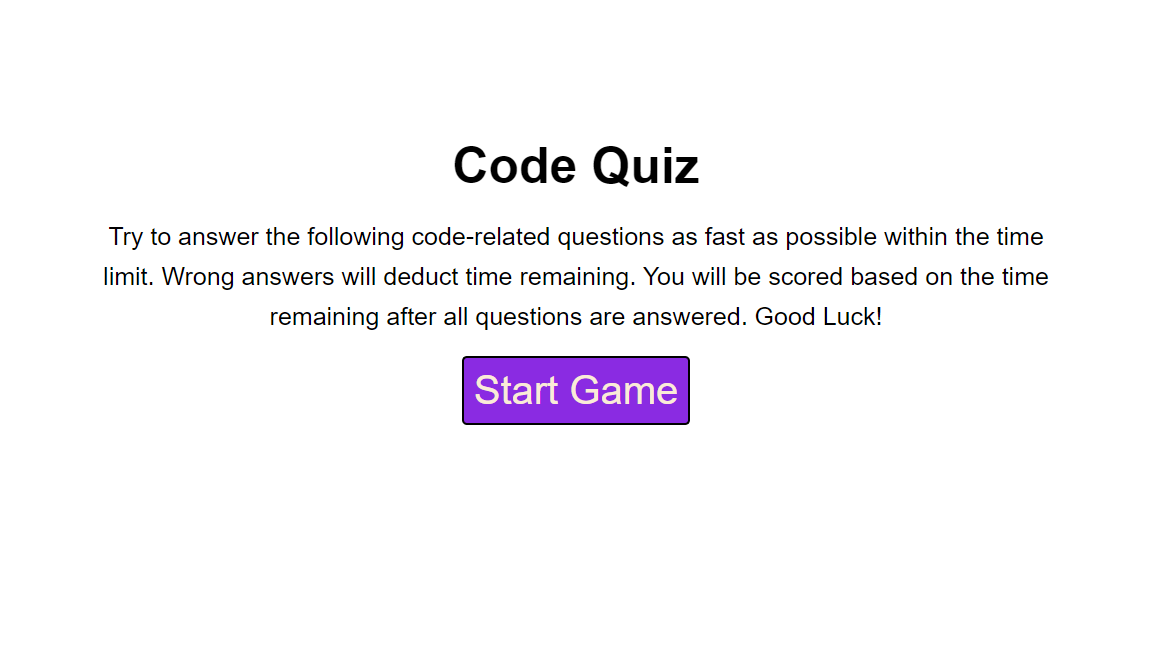 Code Quiz
Try to answer the following code-related questions as fast as possible within the time
limit. Wrong answers will deduct time remaining. You will be scored based on the time
remaining after all questions are answered. Good Luck!
Start Game